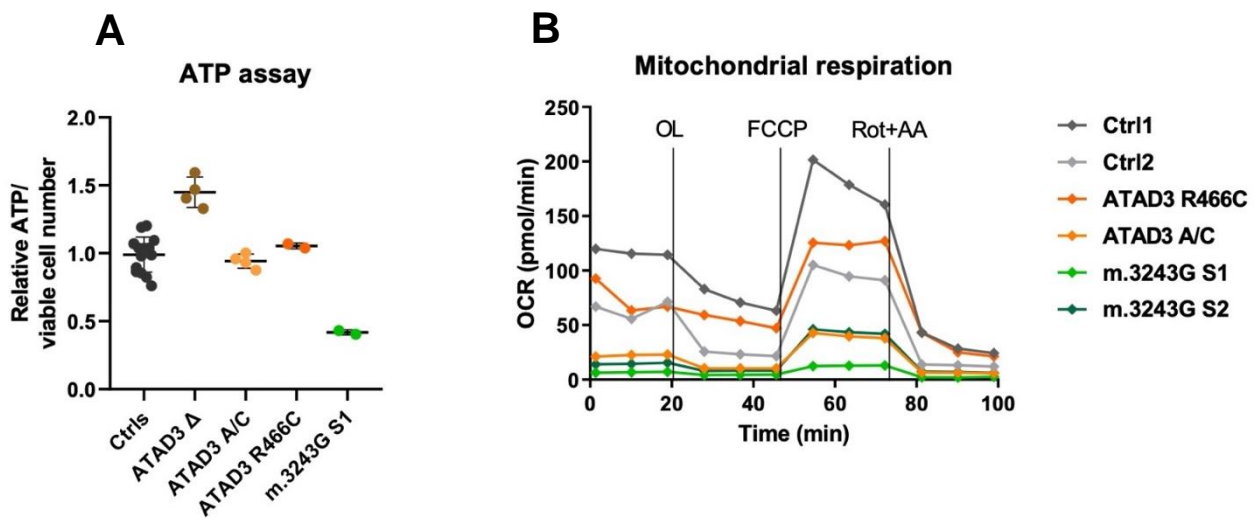 A
ATP assay
Relative ATP/
viable cell number
2.0
1.5
1.0
0.5
0.0
Ctrls
ATAD3 Δ
ATAD3 A/C
ATAD3 R466C
m.3243G S1
B
Mitochondrial respiration
OCR (pmol/min)
250
200
150
100
50
0
OL
FCCP
Rot+AA
0 20 40 60 80 100
Time (min)
Ctrl1
Ctrl2
ATAD3 R466C
ATAD3 A/C
m.3243G S1
m.3243G S2